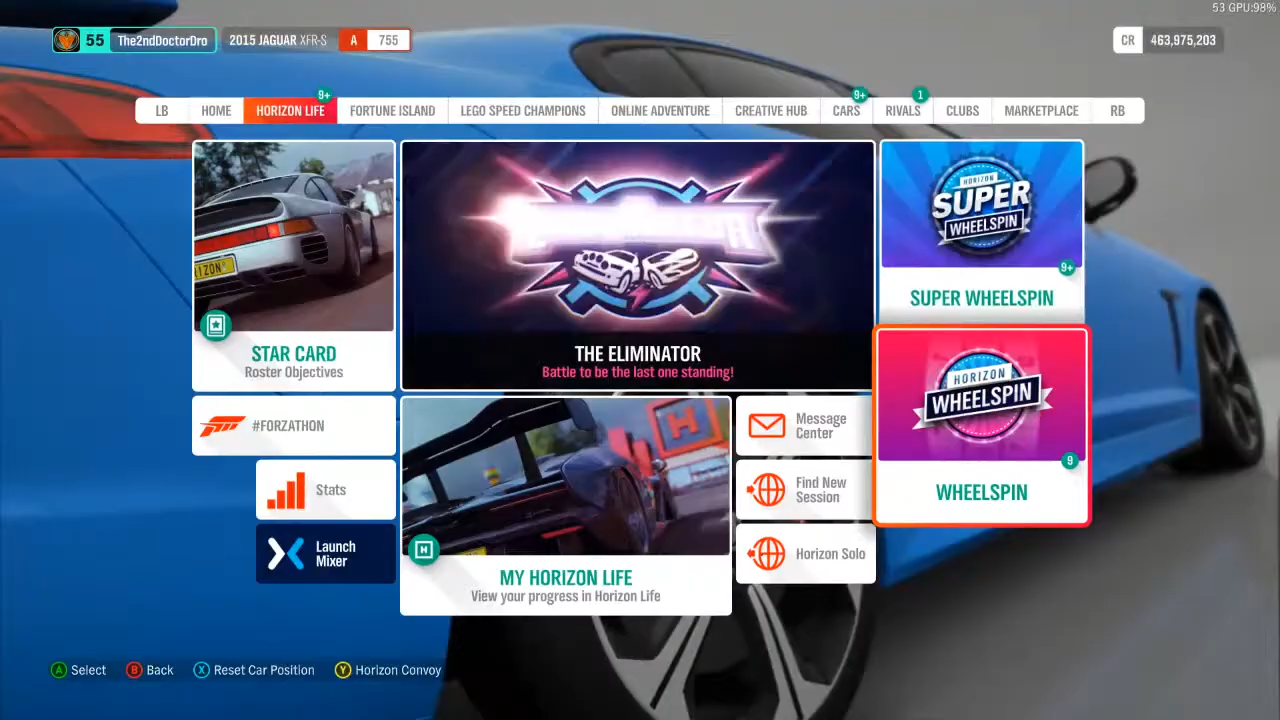 53 GPU:98%
55 The2ndDoctorDro 2015 JAGUAR XFR-S A 755
CR 463,975,203
9+ 9+ 1
LB HOME HORIZON LIFE FORTUNE ISLAND LEGO SPEED CHAMPIONS ONLINE ADVENTURE CREATIVE HUB CARS RIVALS CLUBS MARKETPLACE RB
STAR CARD
Roster Objectives
THE ELIMINATOR
Battle to be the last one standing!
HORIZON
SUPER
WHEELSPIN
9+
SUPER WHEELSPIN
#FORZATHON
Stats
Launch
Mixer
H
MY HORIZON LIFE
View your progress in Horizon Life
Message
Center
Find New
Session
Horizon Solo
HORIZON
WHEELSPIN
9
WHEELSPIN
A Select B Back X Reset Car Position Y Horizon Convoy